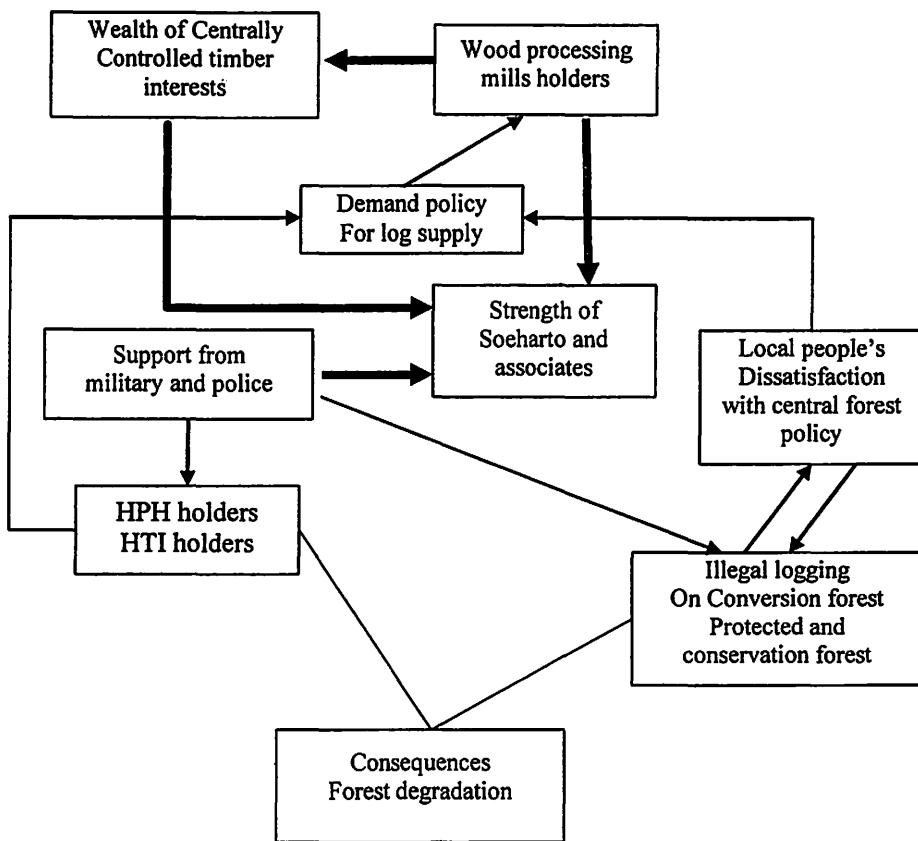 Wealth of Centrally
Controlled timber
interests
Wood processing
mills holders
Demand policy
For log supply
Strength of
Soeharto and
associates
Support from
military and police
Local people's
Dissatisfaction
with central forest
policy
HPH holders
HTI holders
Illegal logging
On Conversion forest
Protected and
conservation forest
Consequences
Forest degradation